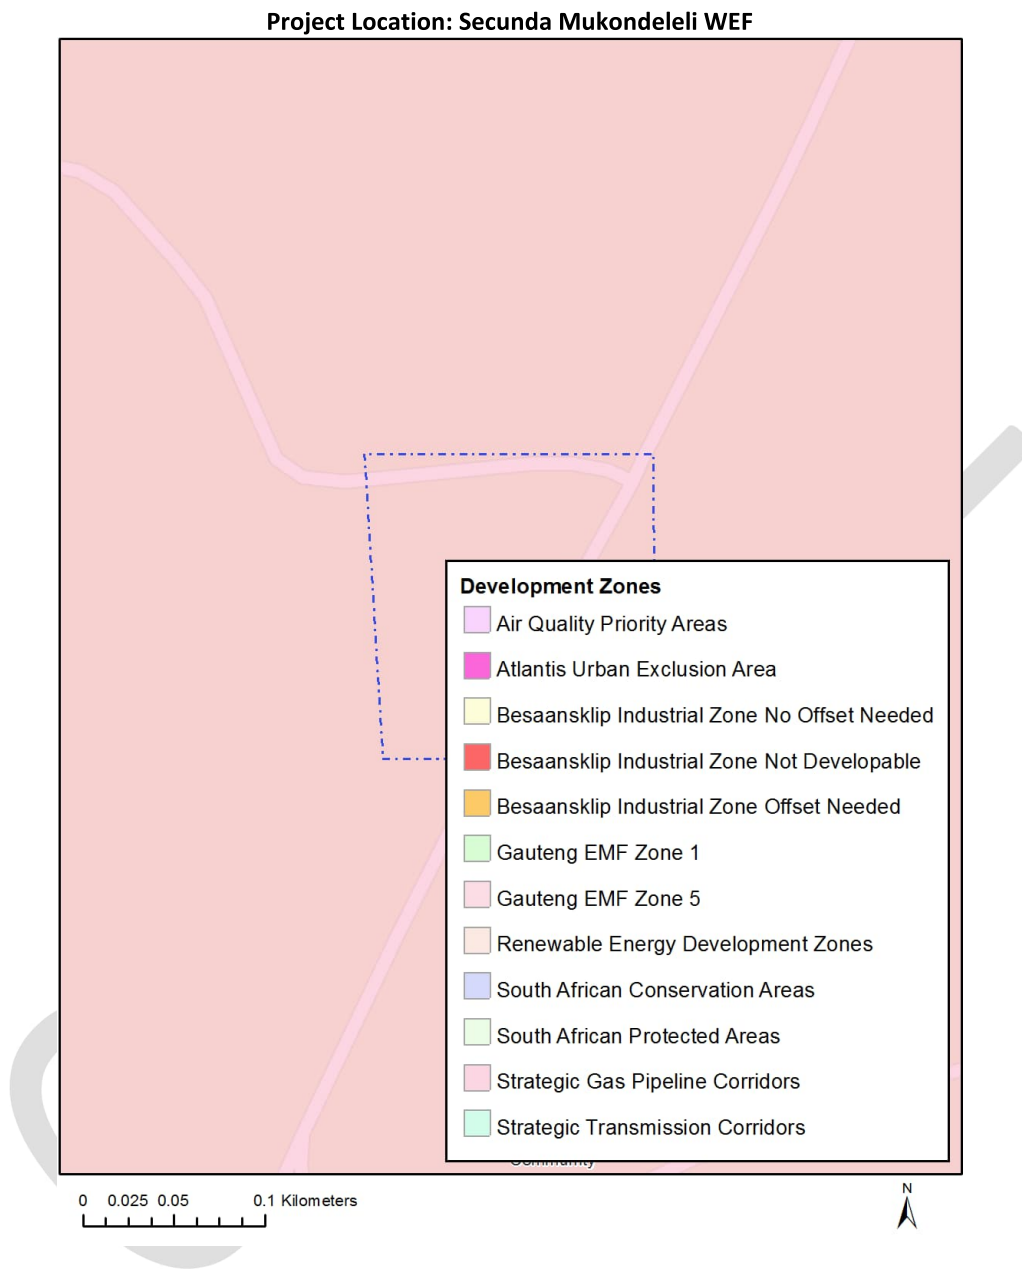 Project Location: Secunda Mukondeleli WEF
Development Zones
Air Quality Priority Areas
Atlantis Urban Exclusion Area
Besaansklip Industrial Zone No Offset Needed
Besaansklip Industrial Zone Not Developable
Besaansklip Industrial Zone Offset Needed
Gauteng EMF Zone 1
Gauteng EMF Zone 5
Renewable Energy Development Zones
South African Conservation Areas
South African Protected Areas
Strategic Gas Pipeline Corridors
Strategic Transmission Corridors
Community
0 0.025 0.05 0.1 Kilometers
N